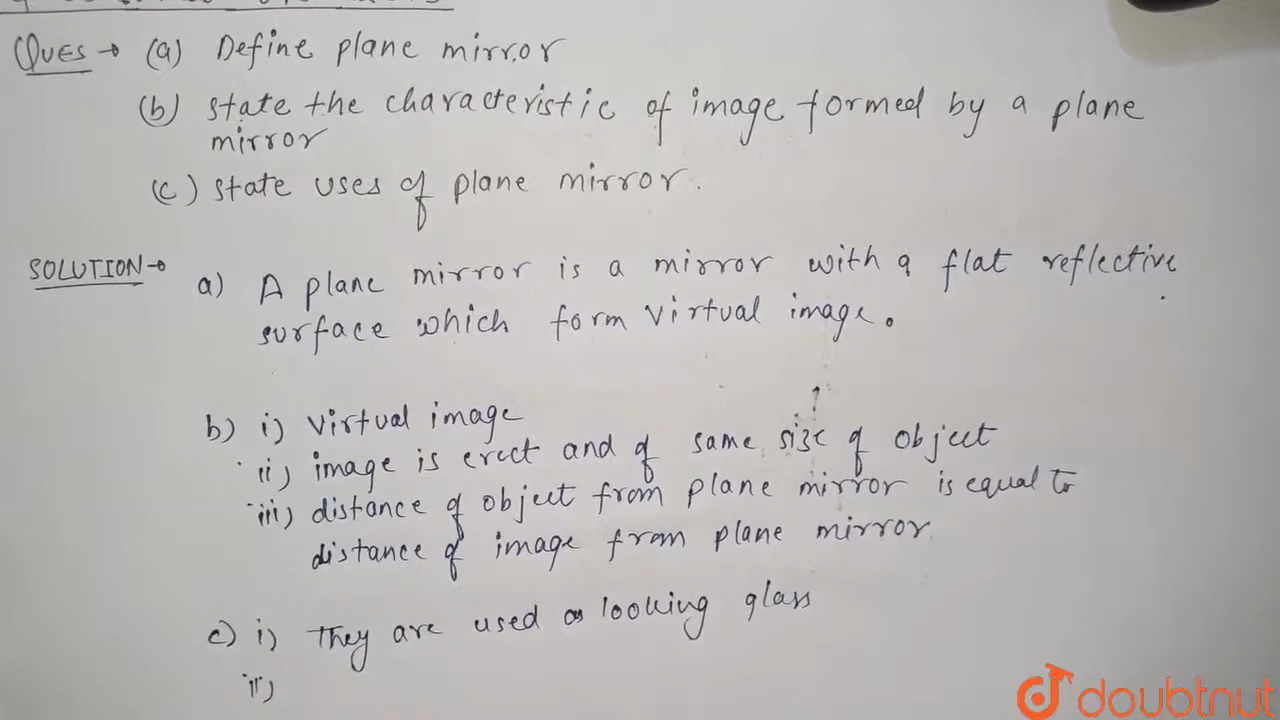 Ques → (a) Define plane mirror
(b) state the characteristic of image formed by a plane
mirror
(c) state uses of plane mirror.
SOLUTION → a) A plane mirror is a mirror with a flat reflective
surface which form virtual image.
b) i) virtual image
ii) image is erect and of same size of object
iii) distance of object from plane mirror is equal to
distance of image from plane mirror
c) i) They are used as looking glass
ii)
doubtnut